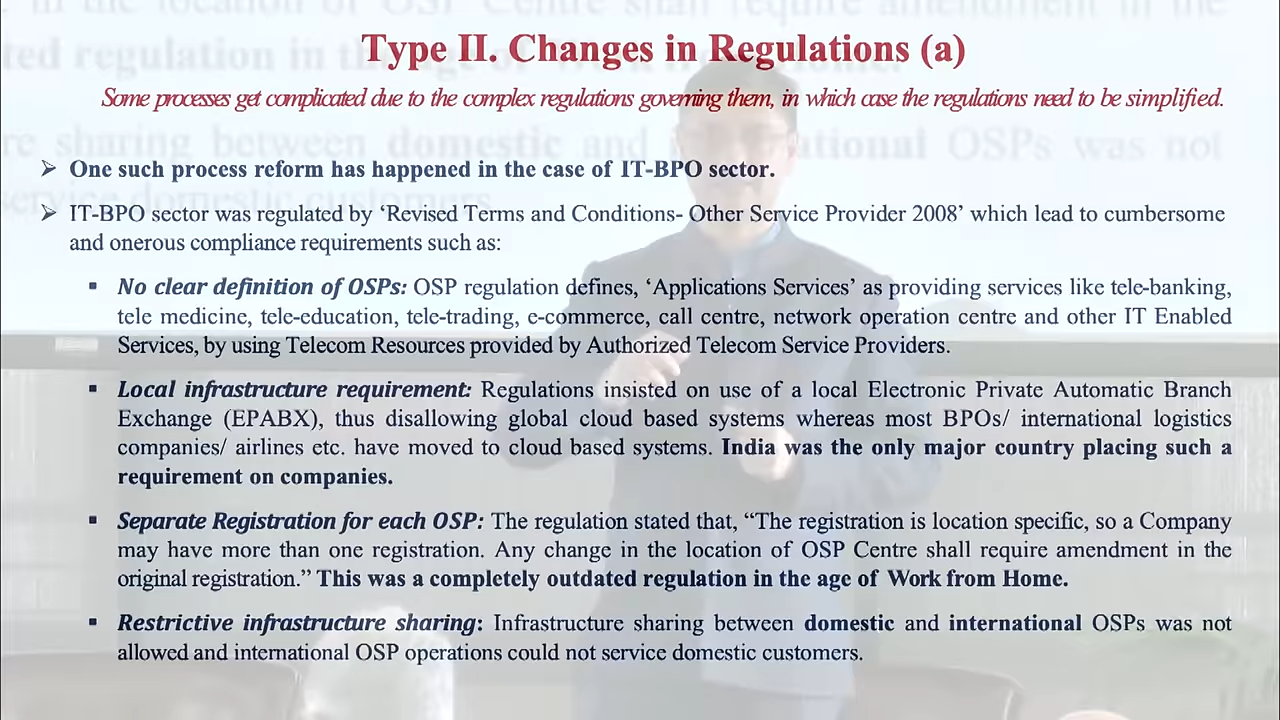 Type II. Changes in Regulations (a)
Some processes get complicated due to the complex regulations governing them, in which case the regulations need to be simplified.
➢ One such process reform has happened in the case of IT-BPO sector.
➢ IT-BPO sector was regulated by ‘Revised Terms and Conditions- Other Service Provider 2008’ which lead to cumbersome
and onerous compliance requirements such as:
▪ No clear definition of OSPs: OSP regulation defines, ‘Applications Services’ as providing services like tele-banking,
tele medicine, tele-education, tele-trading, e-commerce, call centre, network operation centre and other IT Enabled
Services, by using Telecom Resources provided by Authorized Telecom Service Providers.
▪ Local infrastructure requirement: Regulations insisted on use of a local Electronic Private Automatic Branch
Exchange (EPABX), thus disallowing global cloud based systems whereas most BPOs/ international logistics
companies/ airlines etc. have moved to cloud based systems. India was the only major country placing such a
requirement on companies.
▪ Separate Registration for each OSP: The regulation stated that, “The registration is location specific, so a Company
may have more than one registration. Any change in the location of OSP Centre shall require amendment in the
original registration.” This was a completely outdated regulation in the age of Work from Home.
▪ Restrictive infrastructure sharing: Infrastructure sharing between domestic and international OSPs was not
allowed and international OSP operations could not service domestic customers.